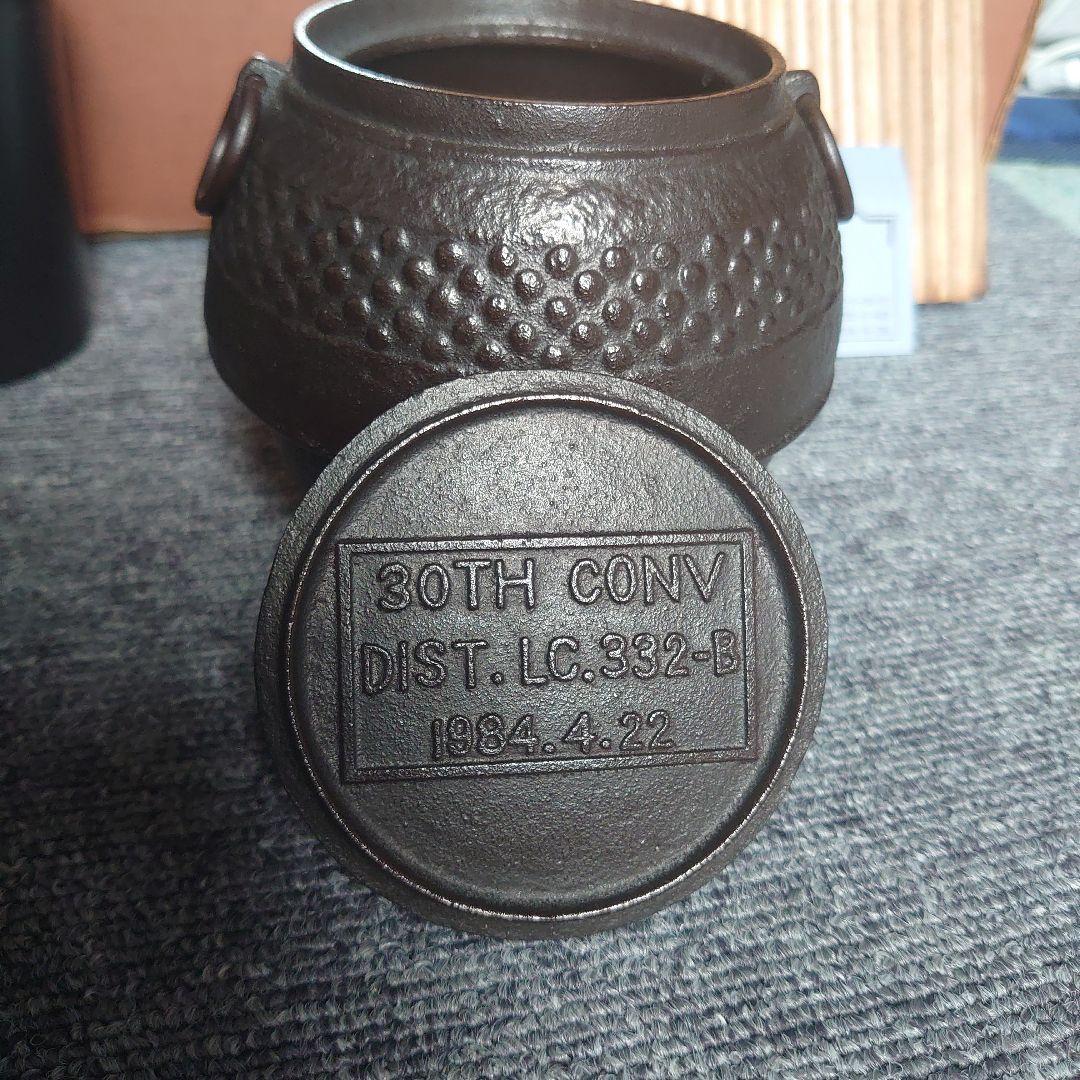 30TH CONV
DIST. LC.332-B
1984.4.22